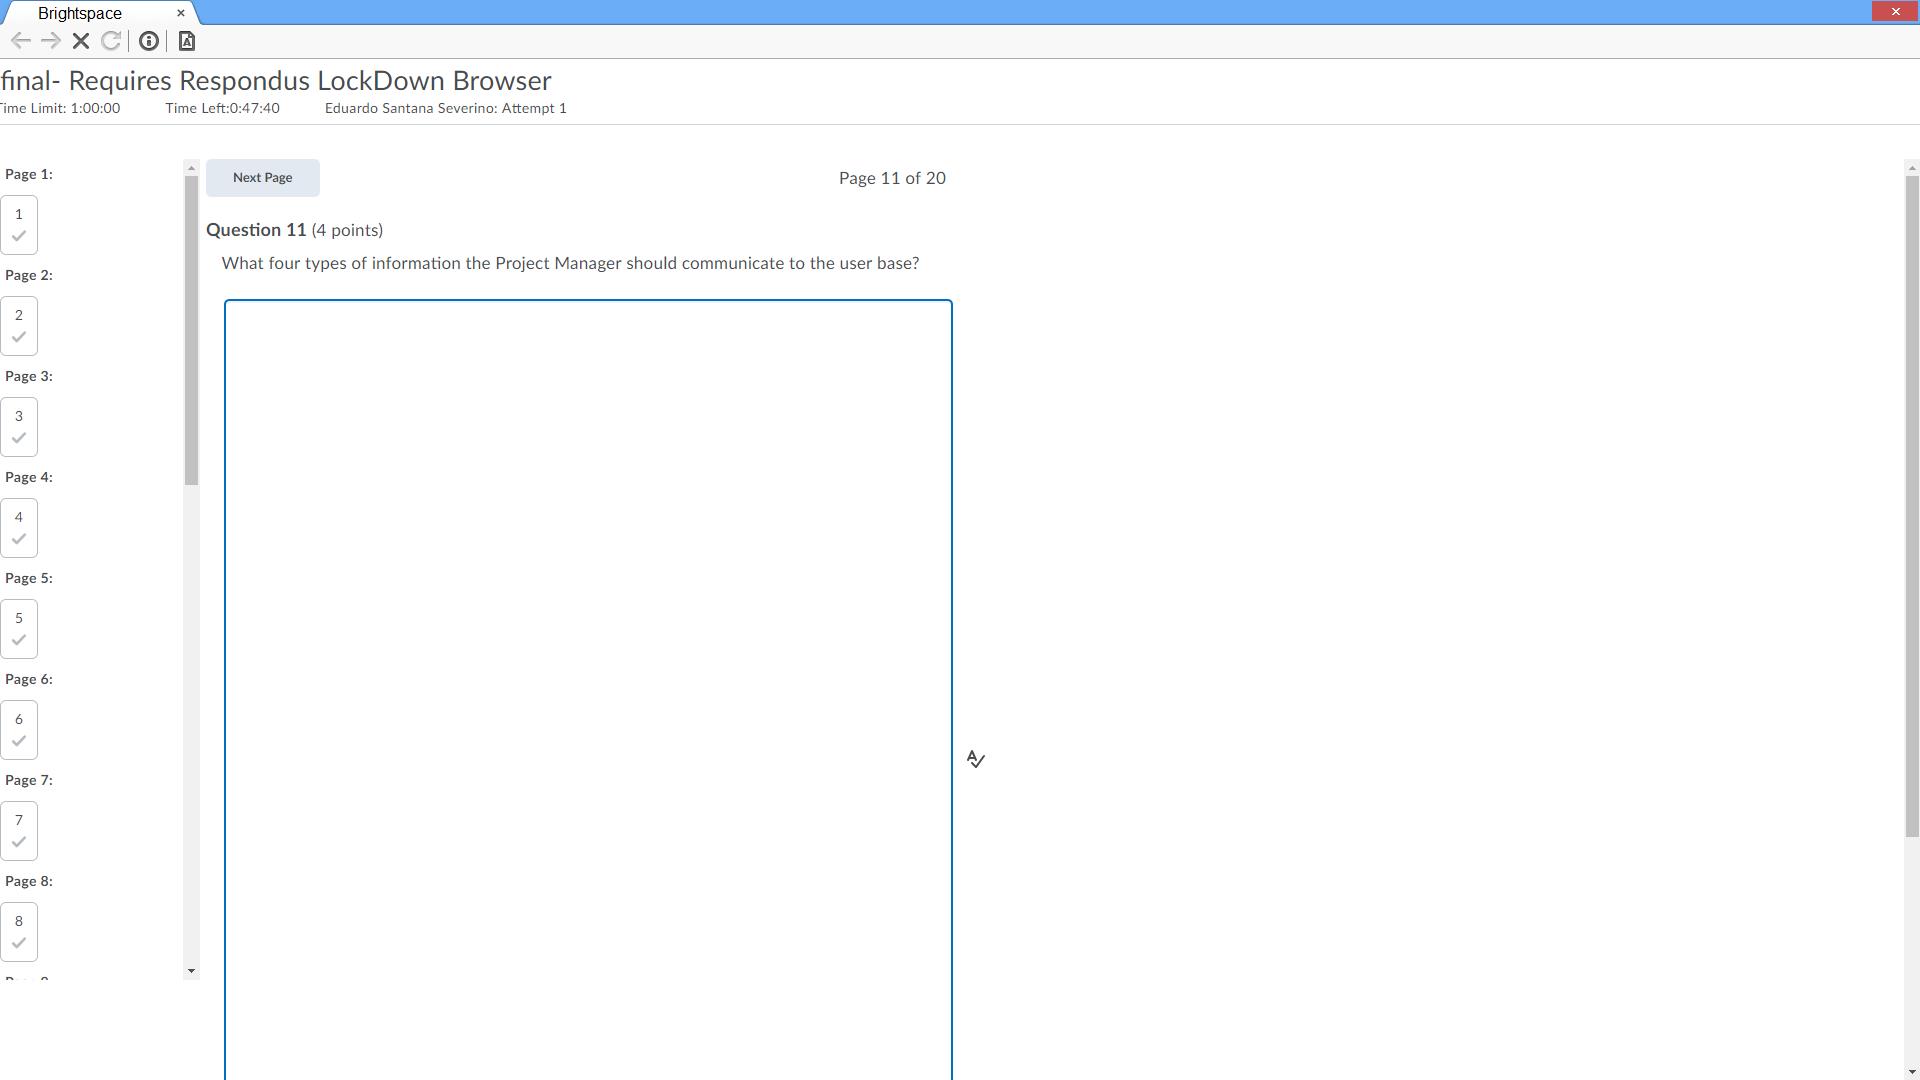 Brightspace
final- Requires Respondus LockDown Browser
Time Limit: 1:00:00 Time Left:0:47:40 Eduardo Santana Severino: Attempt 1
Page 1:
1
Page 2:
2
Page 3:
3
Page 4:
4
Page 5:
5
Page 6:
6
Page 7:
7
Page 8:
8
Next Page
Page 11 of 20
Question 11 (4 points)
What four types of information the Project Manager should communicate to the user base?